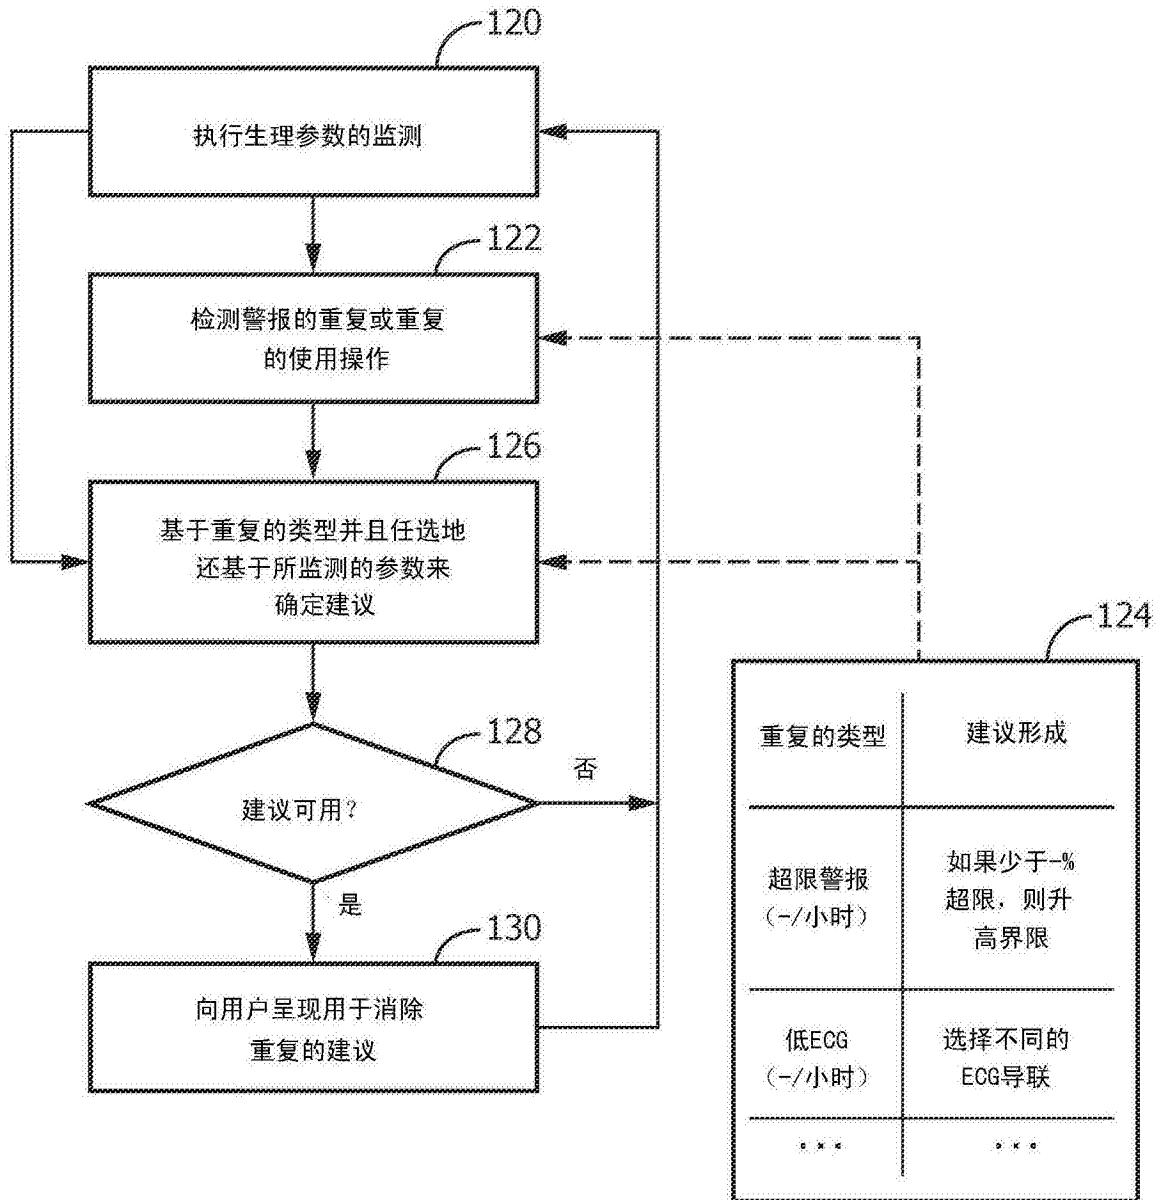 120
执行生理参数的监测
122
检测警报的重复或重复
的使用操作
126
基于重复的类型并且任选地
还基于所监测的参数来
确定建议
128
建议可用?
否
是
130
向用户呈现用于消除
重复的建议
124
重复的类型
建议形成
超限警报
(-/小时)
如果少于-%
超限，则升
高界限
低ECG
(-/小时)
选择不同的
ECG导联
...
...